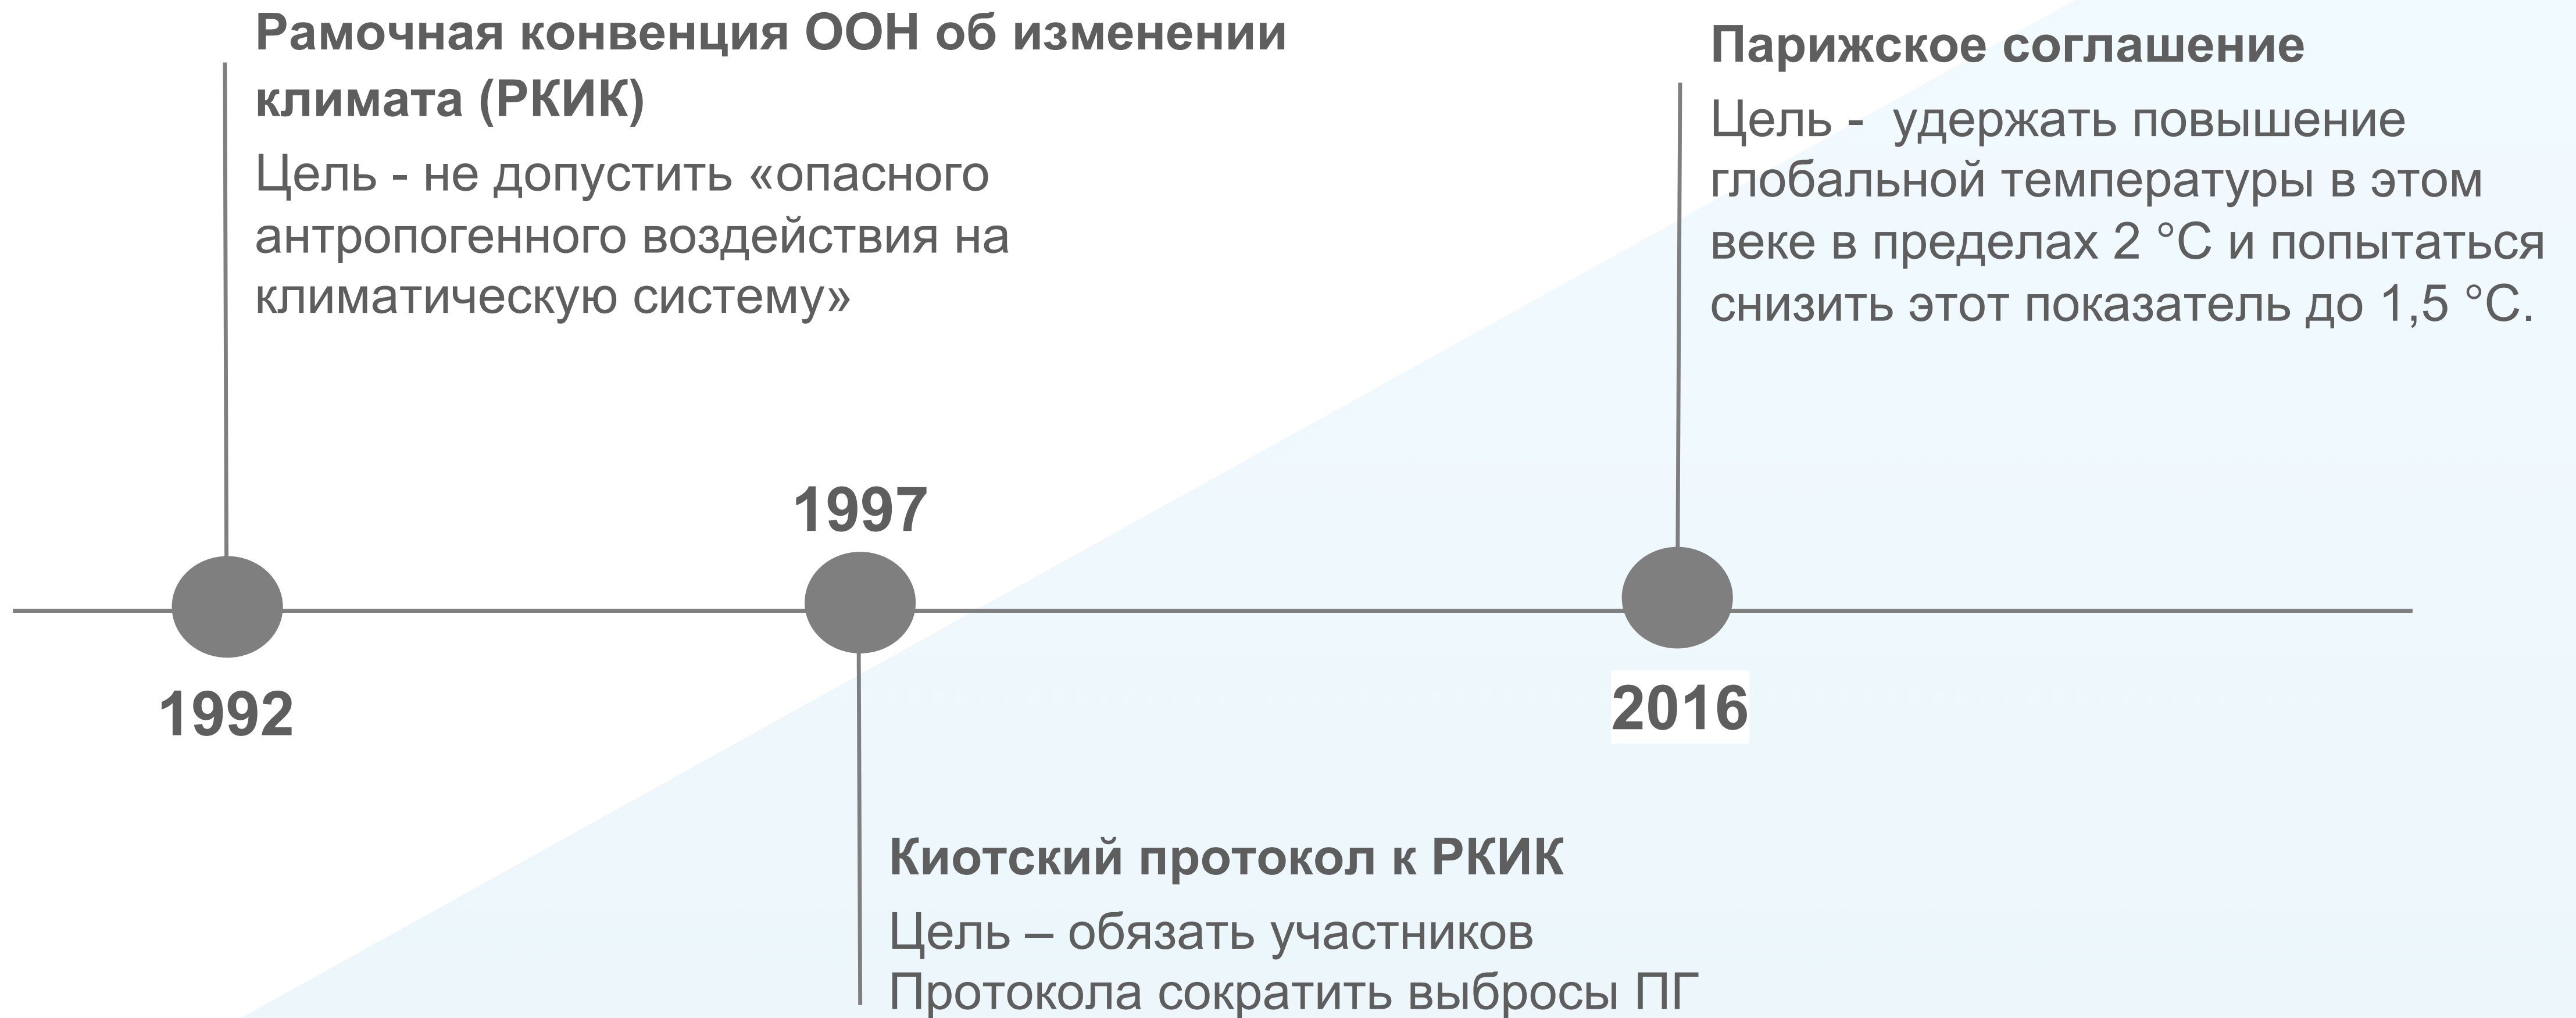 Рамочная конвенция ООН об изменении
климата (РКИК)
Цель - не допустить «опасного
антропогенного воздействия на
климатическую систему»
1992
1997
Киотский протокол к РКИК
Цель – обязать участников
Протокола сократить выбросы ПГ
Парижское соглашение
Цель -  удержать повышение
глобальной температуры в этом
веке в пределах 2 °C и попытаться
снизить этот показатель до 1,5 °C.
2016